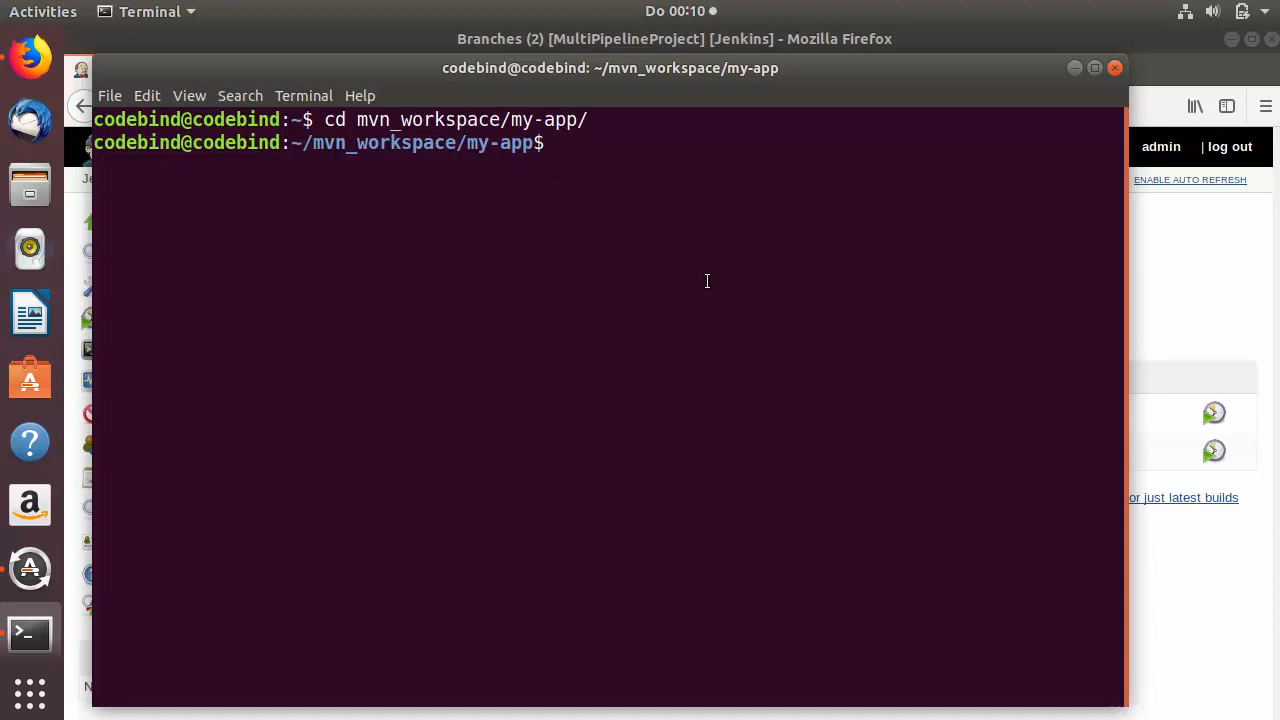 Activities
Terminal
Do 00:10
Branches (2) [MultiPipelineProject] [Jenkins] - Mozilla Firefox
codebind@codebind: ~/mvn_workspace/my-app
File Edit View Search Terminal Help
codebind@codebind:~$ cd mvn_workspace/my-app/
codebind@codebind:~/mvn_workspace/my-app$
admin | log out
Je
ENABLE AUTO REFRESH
or just latest builds
N